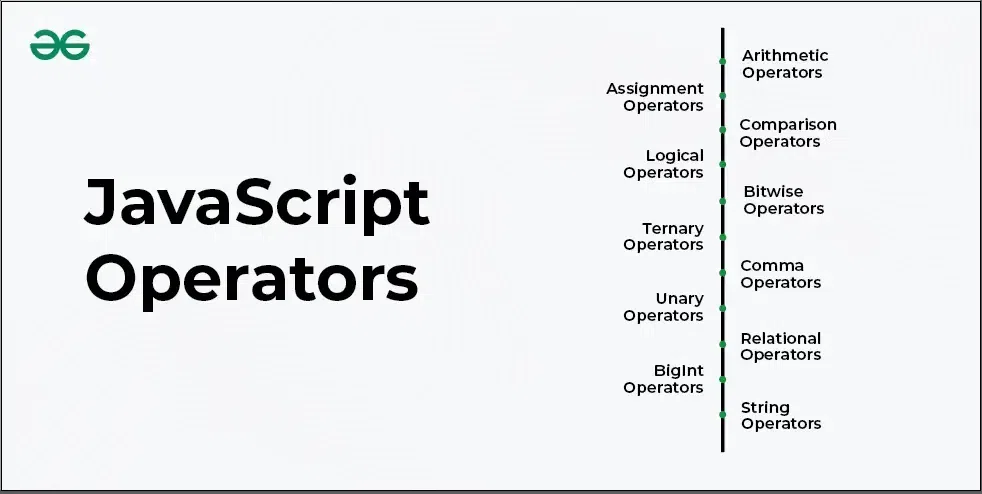 JavaScript
Operators
Arithmetic
Operators
Assignment
Operators
Comparison
Operators
Logical
Operators
Bitwise
Operators
Ternary
Operators
Comma
Operators
Unary
Operators
Relational
Operators
BigInt
Operators
String
Operators